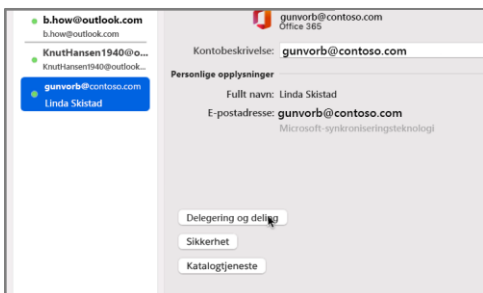 b.how@outlook.com
b.how@outlook.com
KnutHansen1940@o...
KnutHansen1940@outlook...
gunvorb@contoso.com
Linda Skistad
gunvorb@contoso.com
Office 365
Kontobeskrivelse: gunvorb@contoso.com
Personlige opplysninger
Fullt navn: Linda Skistad
E-postadresse: gunvorb@contoso.com
Microsoft-synkroniseringsteknologi
Delegering og deling
Sikkerhet
Katalogtjeneste